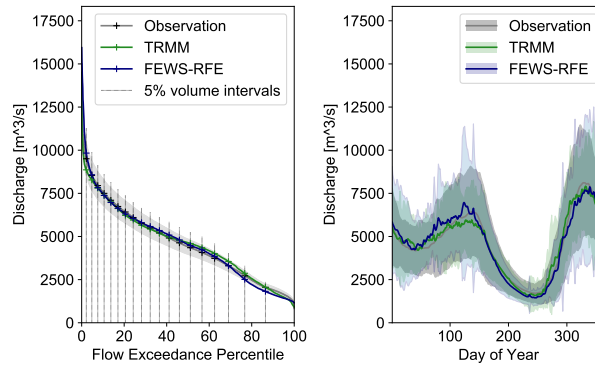 Observation
TRMM
FEWS-RFE
5% volume intervals
17500
15000
12500
10000
7500
5000
2500
0
Discharge [m^3/s]
0 20 40 60 80 100
Flow Exceedance Percentile
Observation
TRMM
FEWS-RFE
17500
15000
12500
10000
7500
5000
2500
0
Discharge [m^3/s]
100 200 300
Day of Year